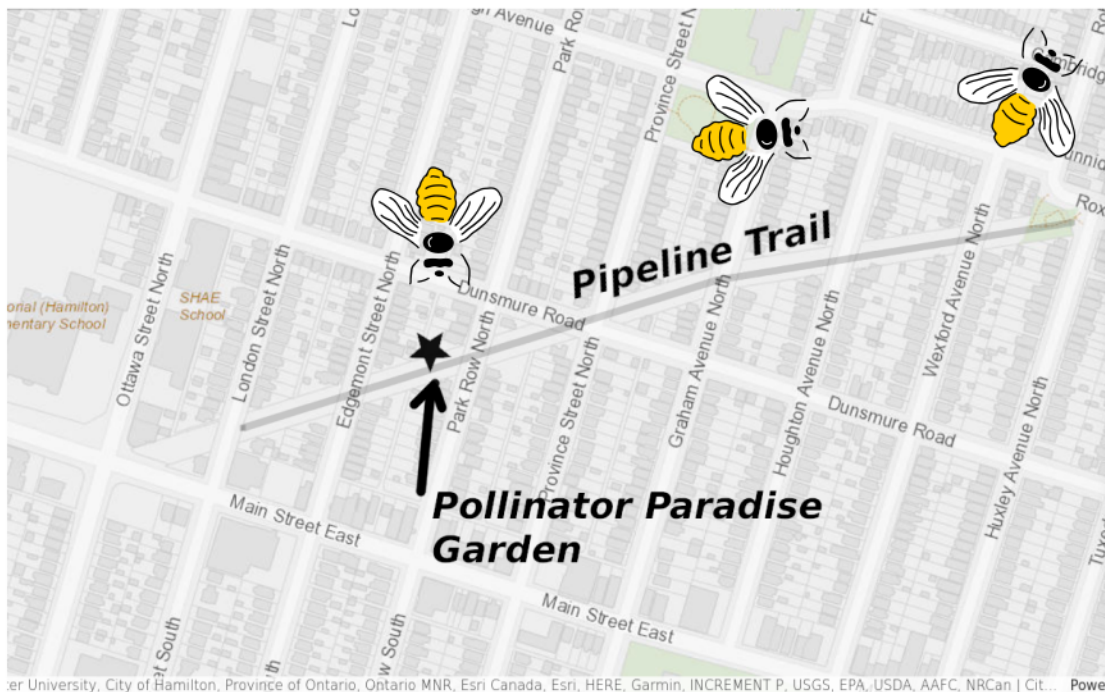 gh Avenue
Park Ro
Province Street N
Cambridg
unnid
Rox
Pipeline Trail
Dunsmure Road
SHAE
School
onal (Hamilton)
mentary School
Ottawa Street North
London Street North
Edgemont Street North
Park Row North
Province Street North
Graham Avenue North
Houghton Avenue North
Wexford Avenue North
Huxley Avenue North
Dunsmure Road
Pollinator Paradise
Garden
Main Street East
Main Street East
et South
w South
ter University, City of Hamilton, Province of Ontario, Ontario MNR, Esri Canada, Esri, HERE, Garmin, INCREMENT P, USGS, EPA, USDA, AAFC, NRCan | Cit...
Powe